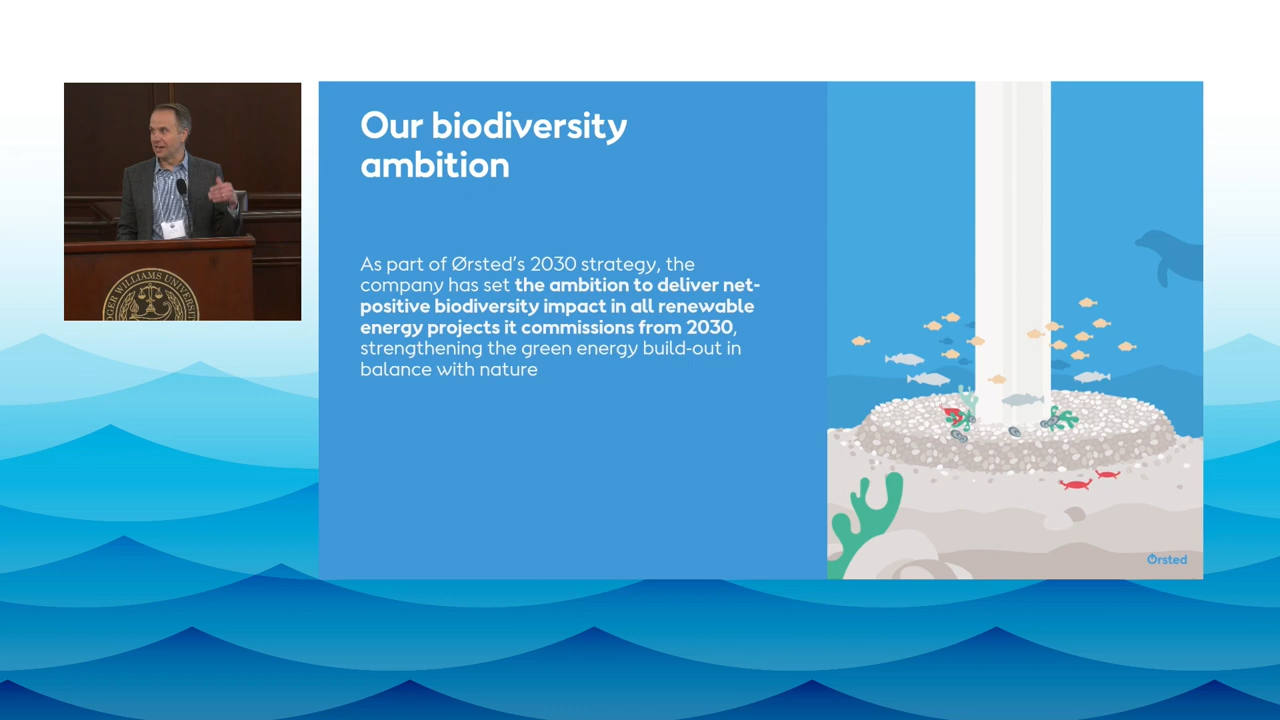 Our biodiversity
ambition
As part of Ørsted's 2030 strategy, the
company has set the ambition to deliver net-
positive biodiversity impact in all renewable
energy projects it commissions from 2030,
strengthening the green energy build-out in
balance with nature
Ørsted
WILLIAMS UNIVERSITY